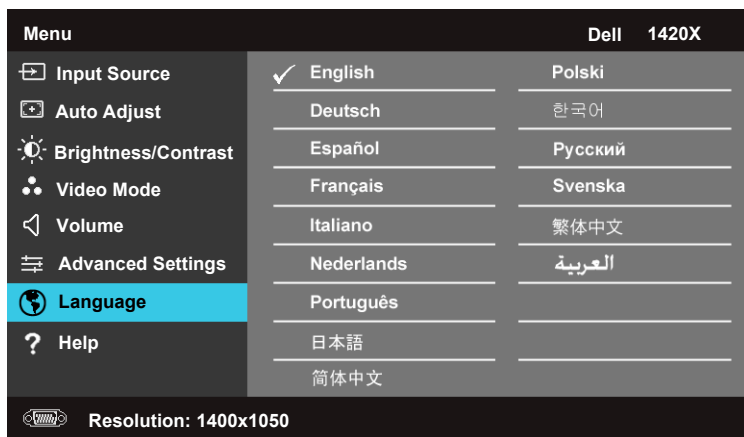 Menu
Dell 1420X
Input Source
Auto Adjust
Brightness/Contrast
Video Mode
Volume
Advanced Settings
Language
? Help
English
Deutsch
Español
Français
Italiano
Nederlands
Português
日本語
简体中文
Polski
한국어
Русский
Svenska
繁体中文
العربية
Resolution: 1400x1050